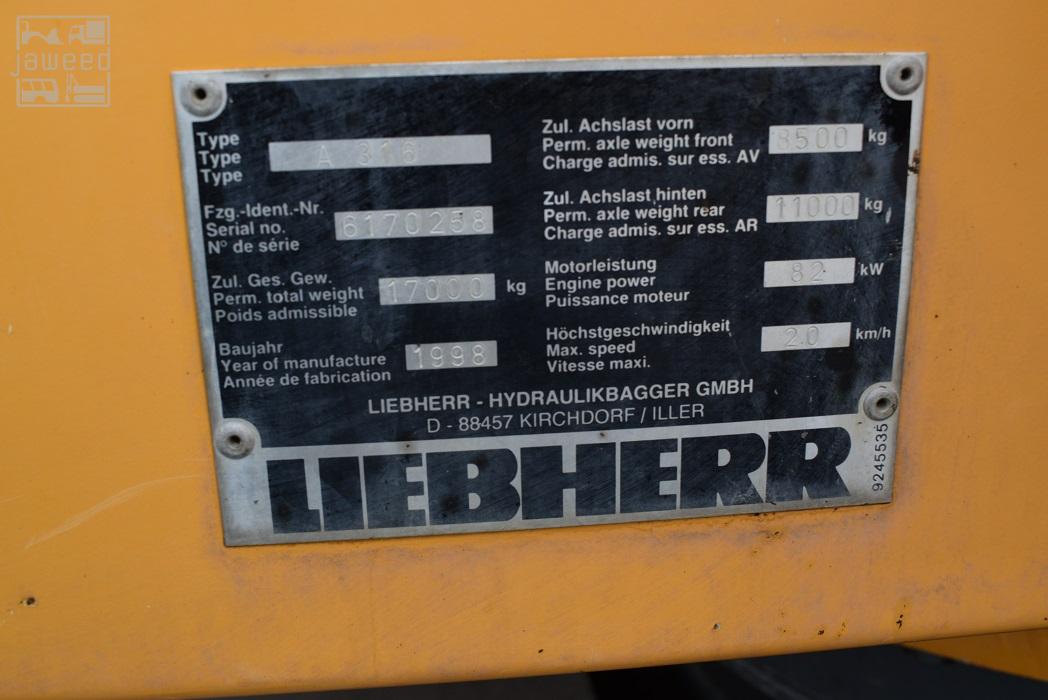 jaweed
Type
Type A 316
Type
Fzg.-Ident.-Nr.
Serial no. 6170258
N° de série
Zul. Ges. Gew.
Perm. total weight 17000 kg
Poids admissible
Baujahr
Year of manufacture 1998
Année de fabrication
Zul. Achslast vorn
Perm. axle weight front 8500 kg
Charge admis. sur ess. AV
Zul. Achslast hinten
Perm. axle weight rear 11000 kg
Charge admis. sur ess. AR
Motorleistung
Engine power 82 kW
Puissance moteur
Höchstgeschwindigkeit
Max. speed 20 km/h
Vitesse maxi.
LIEBHERR - HYDRAULIKBAGGER GMBH
D - 88457 KIRCHDORF / ILLER
LIEBHERR
9245535